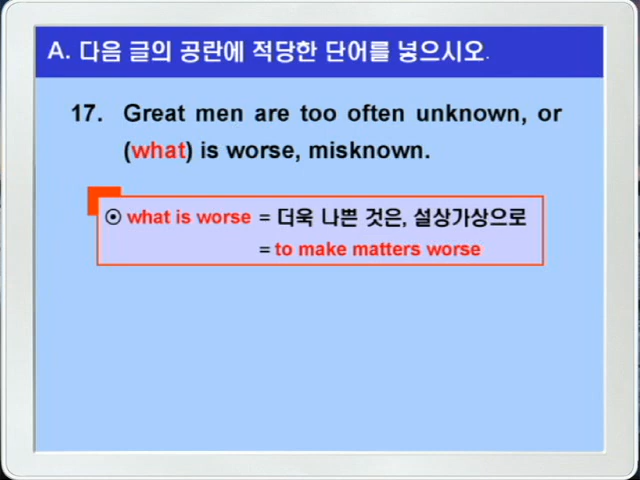 A. 다음 글의 공란에 적당한 단어를 넣으시오.
17. Great men are too often unknown, or
(what) is worse, misknown.
⊙ what is worse = 더욱 나쁜 것은, 설상가상으로
= to make matters worse